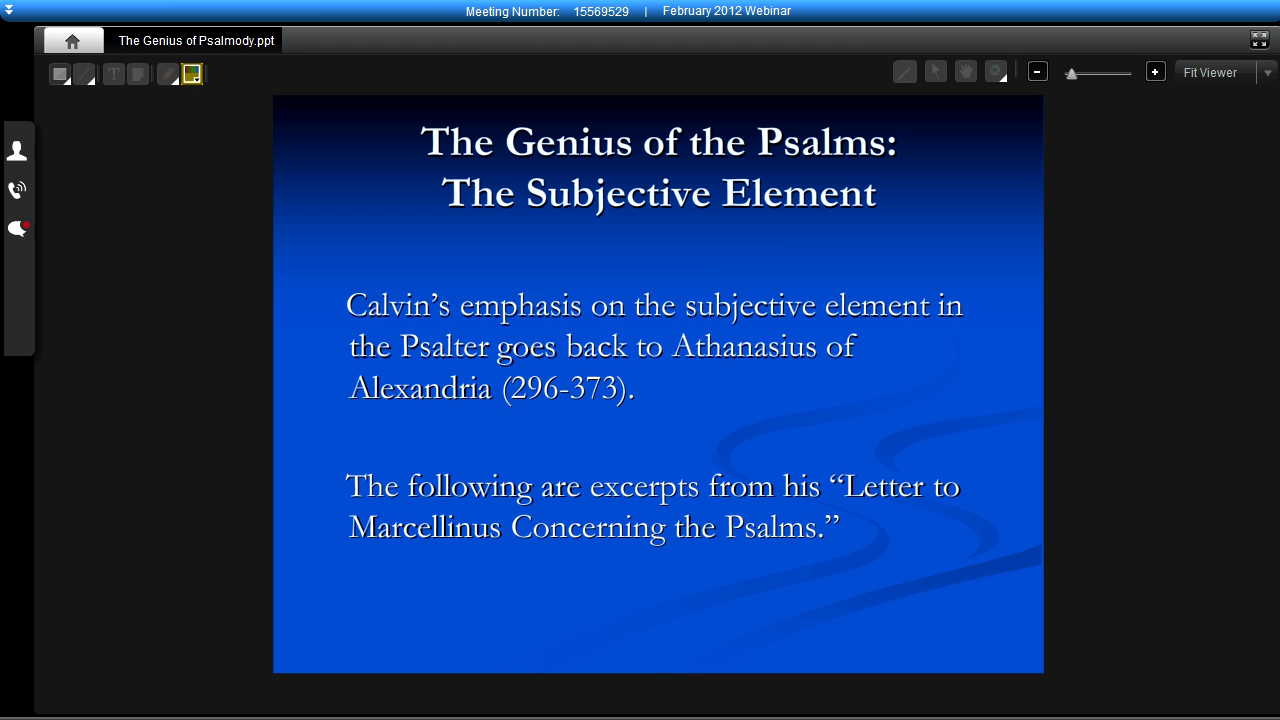 Meeting Number: 15569529 | February 2012 Webinar
The Genius of Psalmody.ppt
T
Fit Viewer
The Genius of the Psalms:
The Subjective Element
Calvin’s emphasis on the subjective element in
the Psalter goes back to Athanasius of
Alexandria (296-373).
The following are excerpts from his “Letter to
Marcellinus Concerning the Psalms.”